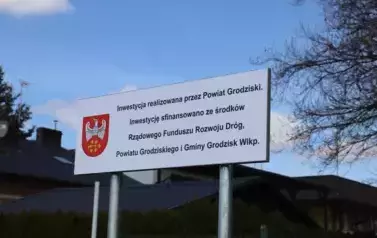 Inwestycja realizowana przez Powiat Grodziski.
Inwestycję sfinansowano ze środków
Rządowego Funduszu Rozwoju Dróg,
Powiatu Grodziskiego i Gminy Grodzisk Wlkp.